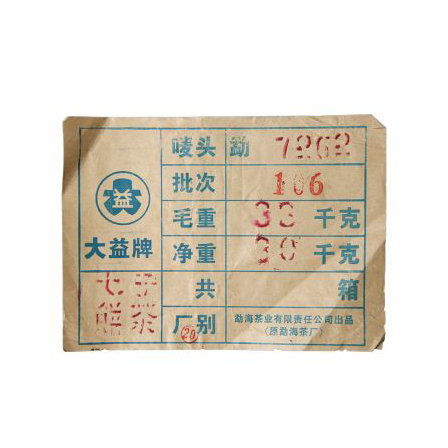 唛头 勐 7262
批次 106
益
大益牌
毛重 33 千克
净重 30 千克
七子
饼茶
共 箱
厂别 20
勐海茶业有限责任公司出品
(原勐海茶厂)